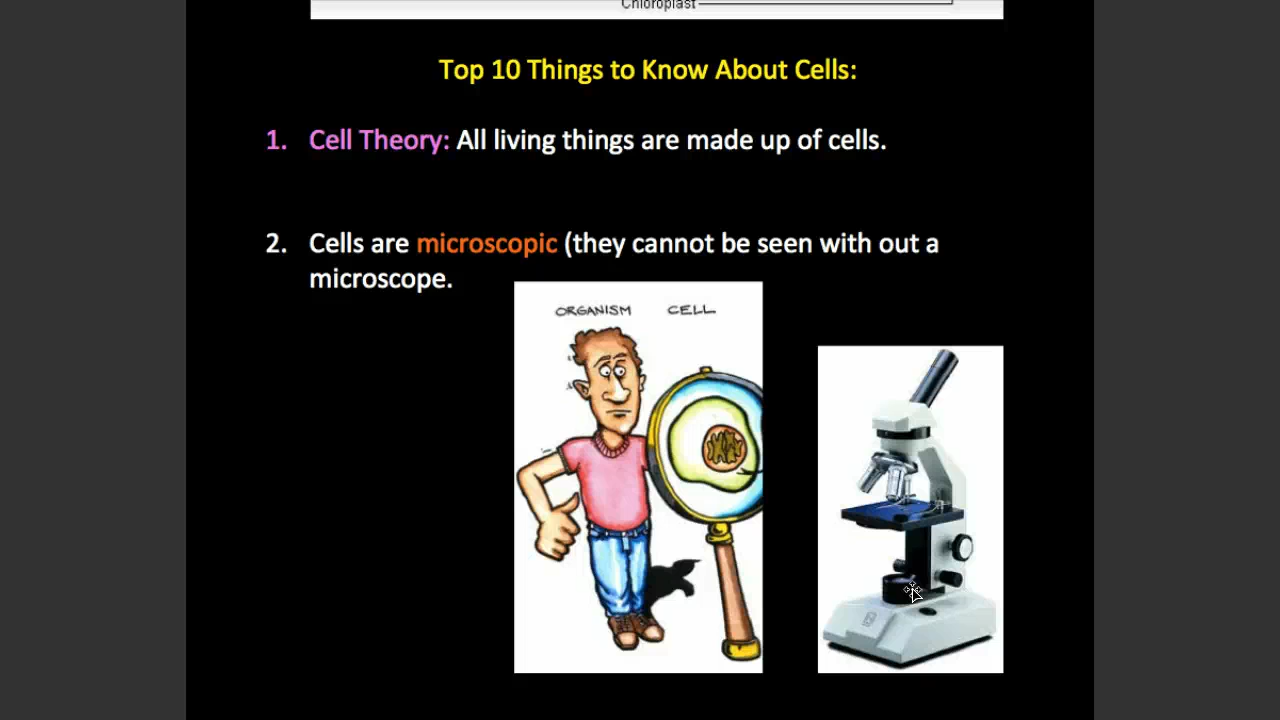 Chloroplast
Top 10 Things to Know About Cells:
1. Cell Theory: All living things are made up of cells.
2. Cells are microscopic (they cannot be seen with out a
microscope.
ORGANISM CELL